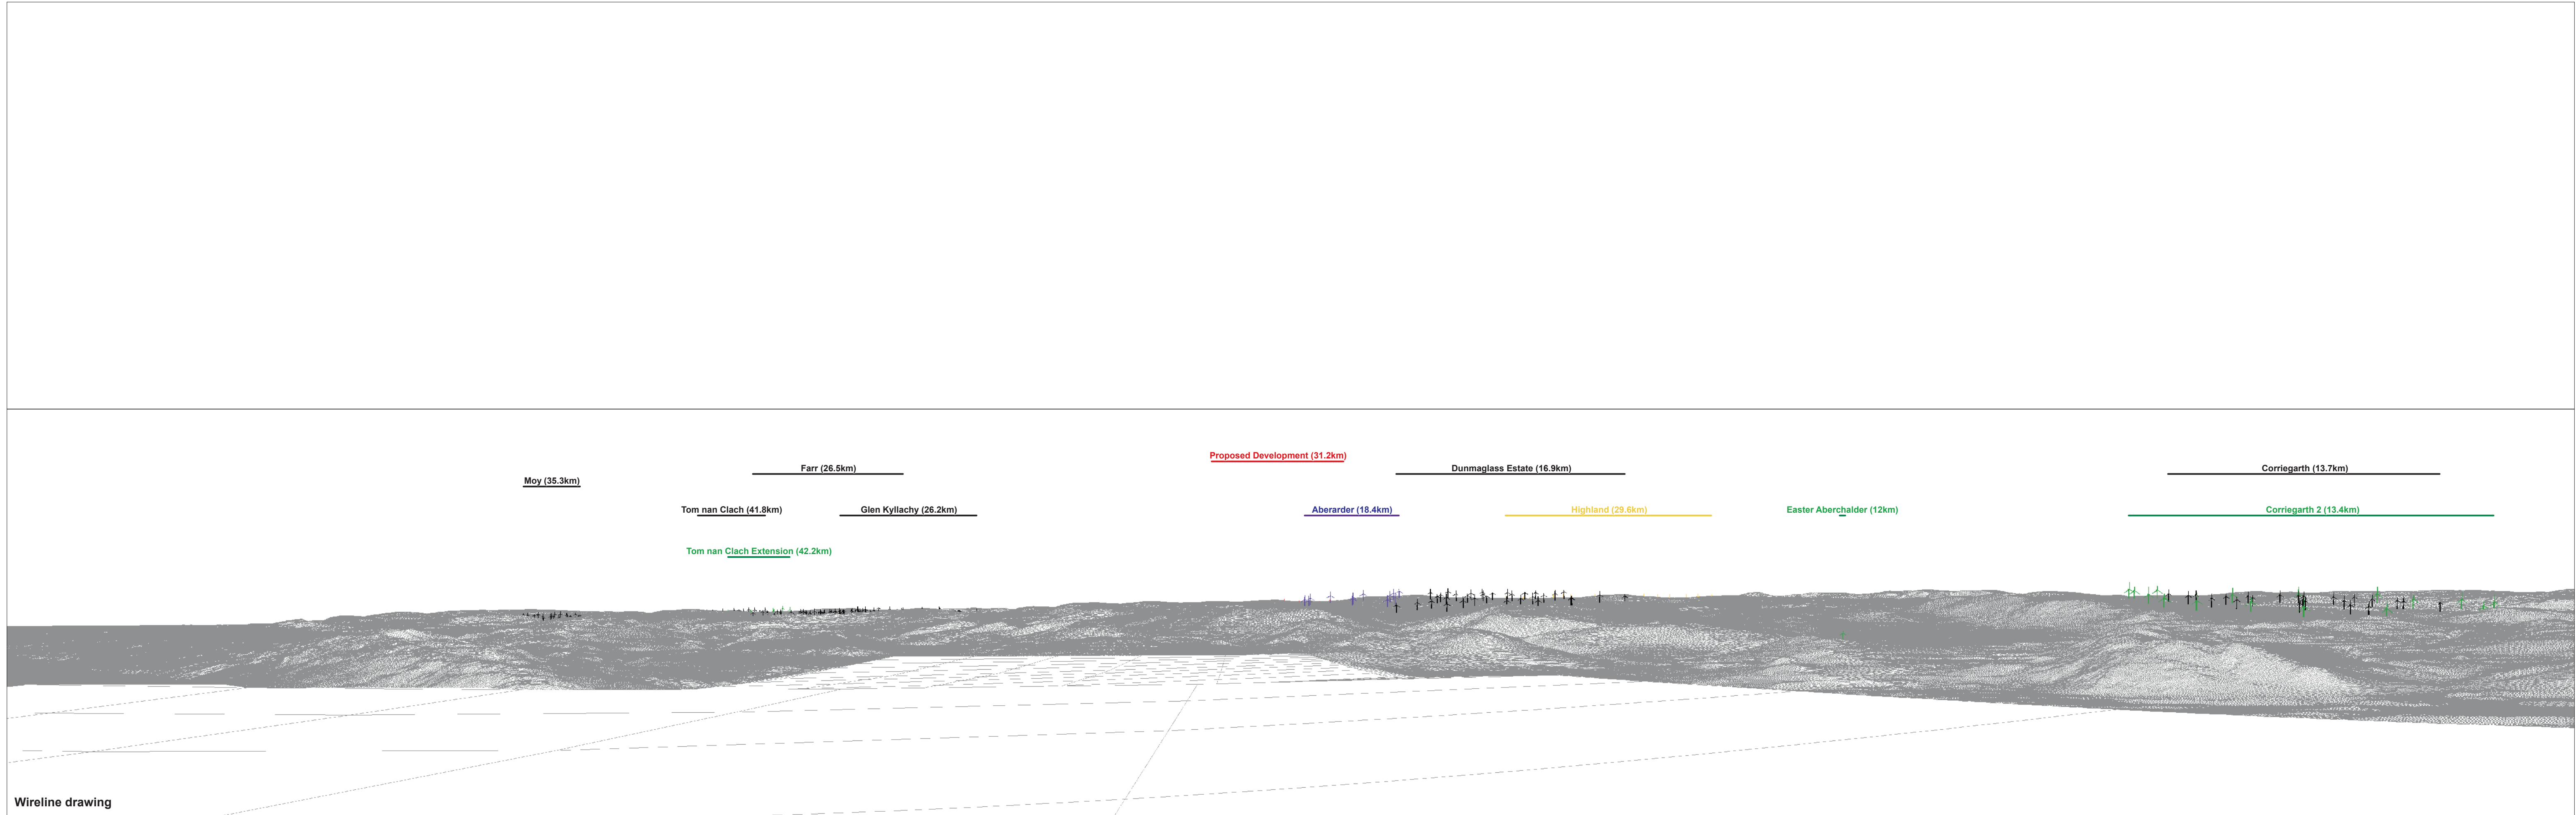 Proposed Development (31.2km)
Farr (26.5km)
Dunmaglass Estate (16.9km)
Corriegarth (13.7km)
Moy (35.3km)
Tom nan Clach (41.8km)
Glen Kyllachy (26.2km)
Aberarder (18.4km)
Highland (29.6km)
Easter Aberchalder (12km)
Corriegarth 2 (13.4km)
Tom nan Clach Extension (42.2km)
Wireline drawing